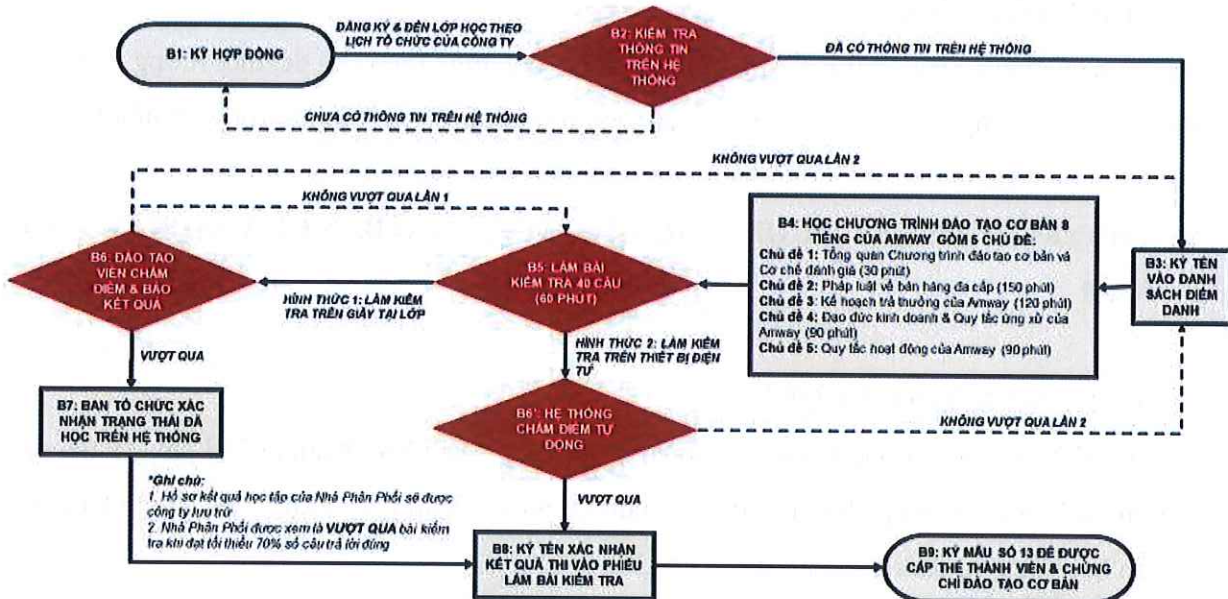 B1: KÝ HỢP ĐỒNG
ĐĂNG KÝ & ĐẾN LỚP HỌC THEO
LỊCH TỔ CHỨC CỦA CÔNG TY
B2: KIỂM TRA
THÔNG TIN
TRÊN HỆ
THỐNG
ĐÃ CÓ THÔNG TIN TRÊN HỆ THỐNG
CHƯA CÓ THÔNG TIN TRÊN HỆ THỐNG
KHÔNG VƯỢT QUA LẦN 2
KHÔNG VƯỢT QUA LẦN 1
B6: ĐÀO TẠO
VIÊN CHẤM
ĐIỂM & BÁO
KẾT QUẢ
HÌNH THỨC 1: LÀM KIỂM
TRA TRÊN GIẤY TẠI LỚP
B5: LÀM BÀI
KIỂM TRA 40 CÂU
(60 PHÚT)
B4: HỌC CHƯƠNG TRÌNH ĐÀO TẠO CƠ BẢN 8
TIẾNG CỦA AMWAY GỒM 5 CHỦ ĐỀ:
Chủ đề 1: Tổng quan Chương trình đào tạo cơ bản và
Cơ chế đánh giá (30 phút)
Chủ đề 2: Pháp luật về bán hàng đa cấp (150 phút)
Chủ đề 3: Kế hoạch trả thưởng của Amway (120 phút)
Chủ đề 4: Đạo đức kinh doanh & Quy tắc ứng xử của
Amway (90 phút)
Chủ đề 5: Quy tắc hoạt động của Amway (90 phút)
B3: KÝ TÊN
VÀO DANH
SÁCH ĐIỂM
DANH
VƯỢT QUA
HÌNH THỨC 2: LÀM KIỂM
TRA TRÊN THIẾT BỊ ĐIỆN
TỬ
B7: BAN TỔ CHỨC XÁC
NHẬN TRẠNG THÁI ĐÃ
HỌC TRÊN HỆ THỐNG
B6': HỆ THỐNG
CHẤM ĐIỂM TỰ
ĐỘNG
KHÔNG VƯỢT QUA LẦN 2
*Ghi chú:
1. Hồ sơ kết quả học tập của Nhà Phân Phối sẽ được
công ty lưu trữ
2. Nhà Phân Phối được xem là VƯỢT QUA bài kiểm
tra khi đạt tối thiểu 70% số câu trả lời đúng
VƯỢT QUA
B8: KÝ TÊN XÁC NHẬN
KẾT QUẢ THI VÀO PHIẾU
LÀM BÀI KIỂM TRA
B9: KÝ MẪU SỐ 13 ĐỂ ĐƯỢC
CẤP THẺ THÀNH VIÊN & CHỨNG
CHỈ ĐÀO TẠO CƠ BẢN